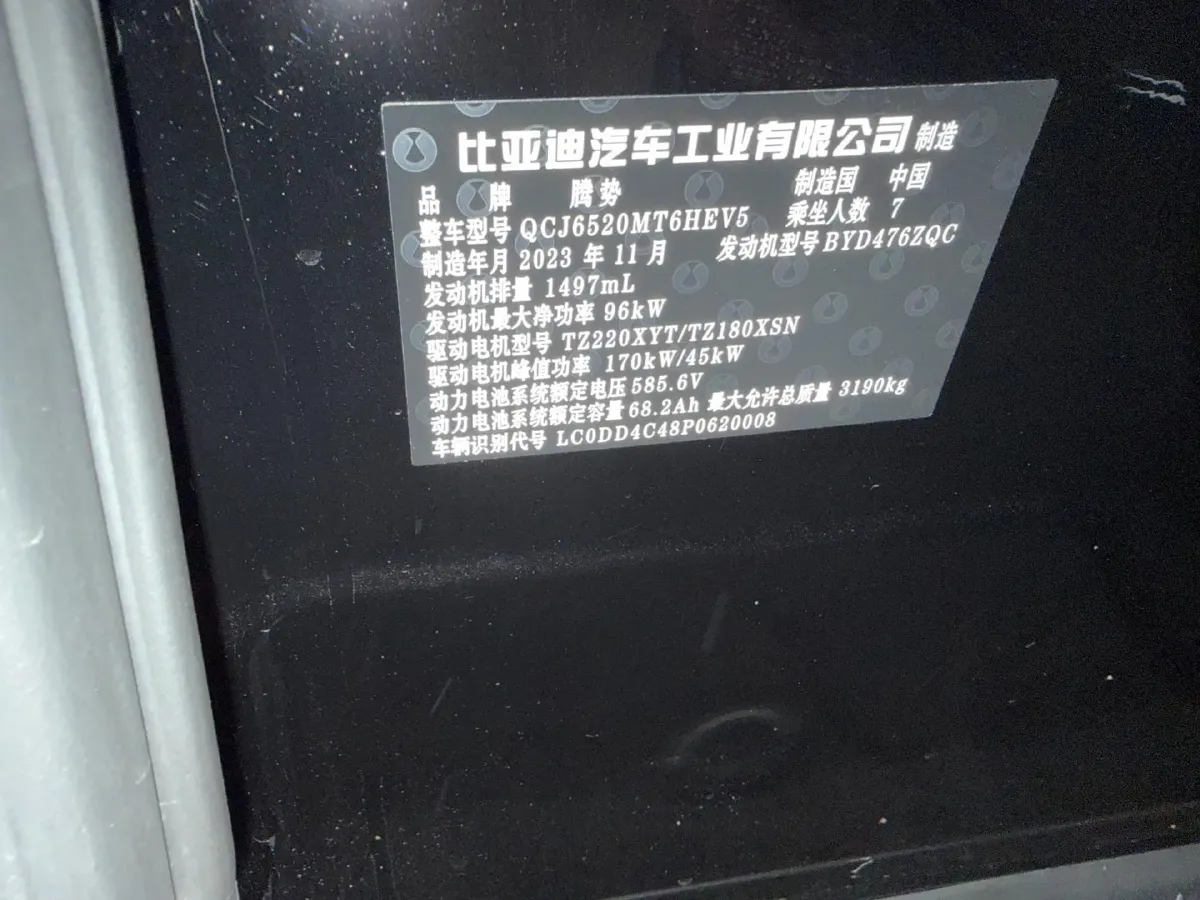 比亚迪汽车工业有限公司制造
品 牌 腾势 制造国 中国
整车型号 QCJ6520MT6HEV5 乘坐人数 7
制造年月 2023 年 11 月 发动机型号 BYD476ZQC
发动机排量 1497mL
发动机最大净功率 96kW
驱动电机型号 TZ220XYT/TZ180XSN
驱动电机峰值功率 170kW/45kW
动力电池系统额定电压 585.6V
动力电池系统额定容量 68.2Ah 最大允许总质量 3190kg
车辆识别代号 LC0DD4C48P0620008